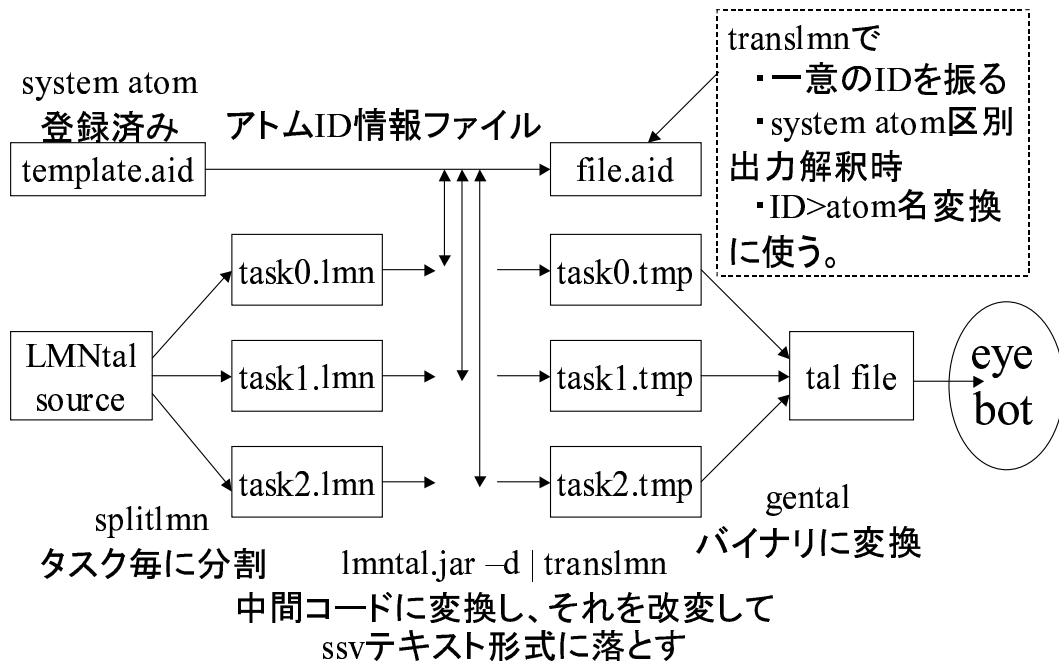 system atom
登録済み
template.aid
アトムID情報ファイル
file.aid
translmnで
・一意のIDを振る
・system atom区別
出力解釈時
・ID>atom名変換
に使う。
LMNtal
source
task0.lmn
task1.lmn
task2.lmn
task0.tmp
task1.tmp
task2.tmp
tal file
eye
bot
splitlmn
タスク毎に分割
lmntal.jar –d | translmn
中間コードに変換し、それを改変して
ssvテキスト形式に落とす
gental
バイナリに変換